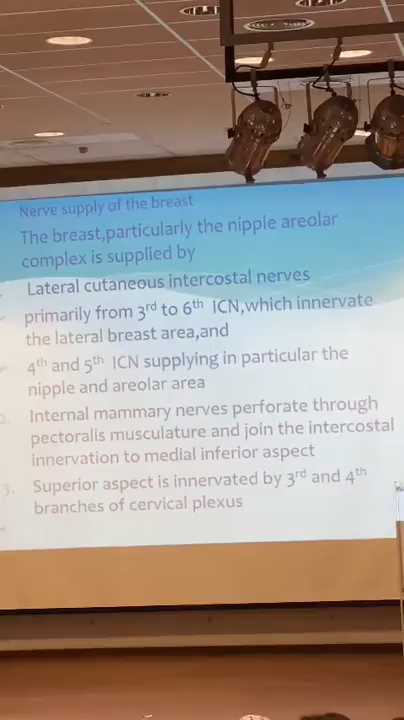 Nerve supply of the breast
The breast,particularly the nipple areolar
complex is supplied by
Lateral cutaneous intercostal nerves
primarily from 3rd to 6th ICN,which innervate
the lateral breast area,and
4th and 5th ICN supplying in particular the
nipple and areolar area
2. Internal mammary nerves perforate through
pectoralis musculature and join the intercostal
innervation to medial inferior aspect
3. Superior aspect is innervated by 3rd and 4th
branches of cervical plexus